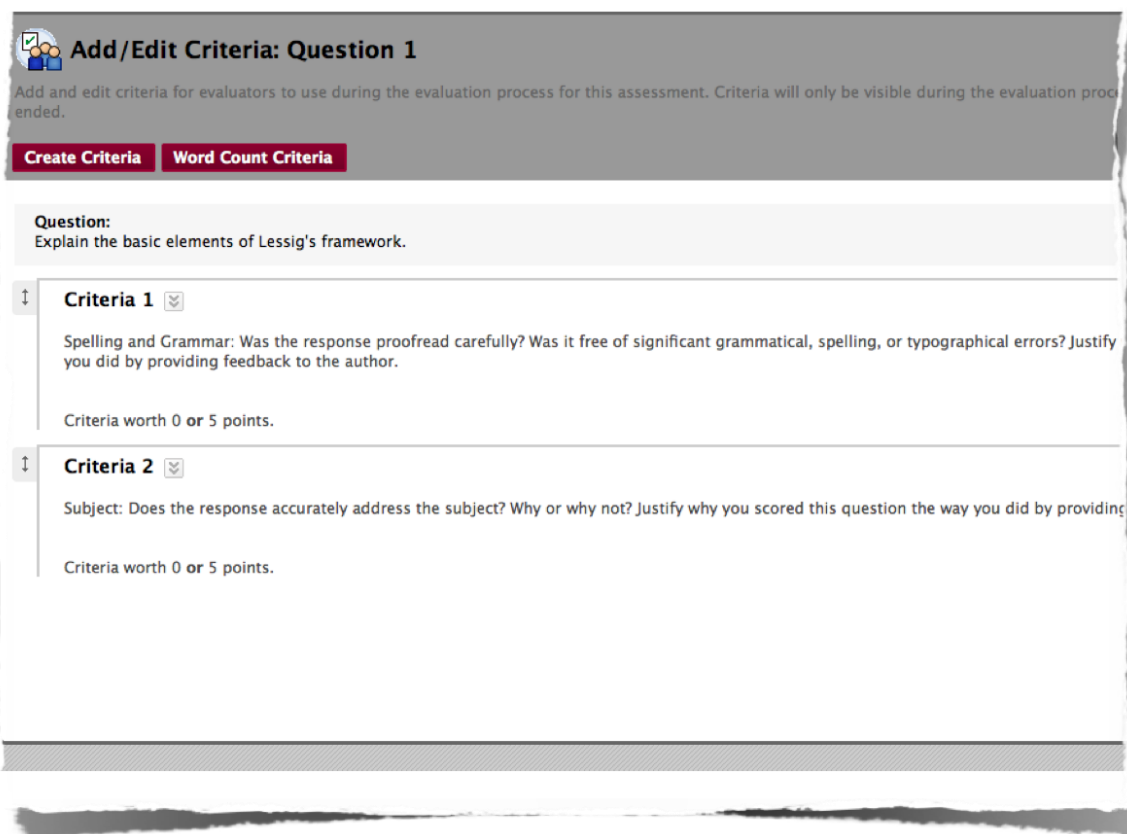 Add/Edit Criteria: Question 1
Add and edit criteria for evaluators to use during the evaluation process for this assessment. Criteria will only be visible during the evaluation
ended.
Create Criteria Word Count Criteria
Question:
Explain the basic elements of Lessig's framework.
Criteria 1
Spelling and Grammar: Was the response proofread carefully? Was it free of significant grammatical, spelling, or typographical errors? Justify
you did by providing feedback to the author.
Criteria worth 0 or 5 points.
Criteria 2
Subject: Does the response accurately address the subject? Why or why not? Justify why you scored this question the way you did by providing
Criteria worth 0 or 5 points.